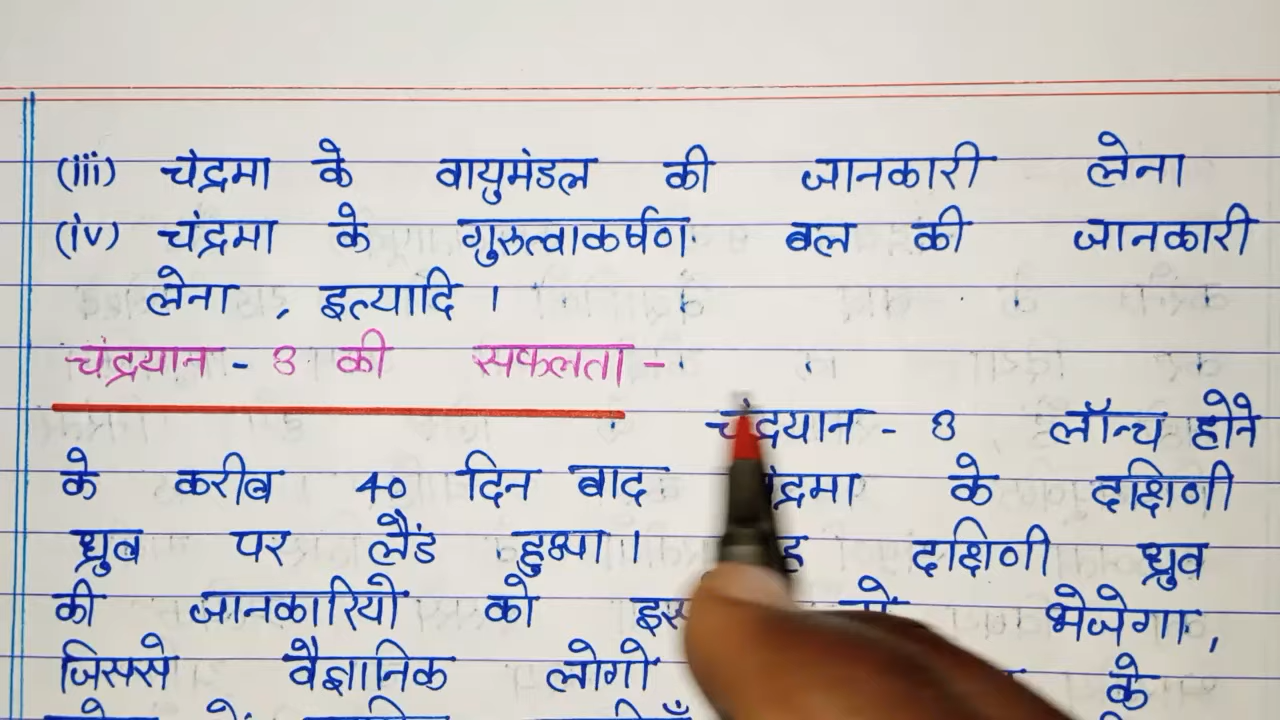 (iii) चंद्रमा के वायुमंडल की जानकारी लेना
(iv) चंद्रमा के गुरुत्वाकर्षण बल की जानकारी
लेना, इत्यादि ।
चंद्रयान - 3 की सफलता -
चंद्रयान - 3 लॉन्च होने
के करीब 40 दिन बाद के दक्षिणी
ध्रुव पर लैंड हुआ । दक्षिणी ध्रुव
की जानकारियों को भेजेगा,
जिससे वैज्ञानिक लोगो के